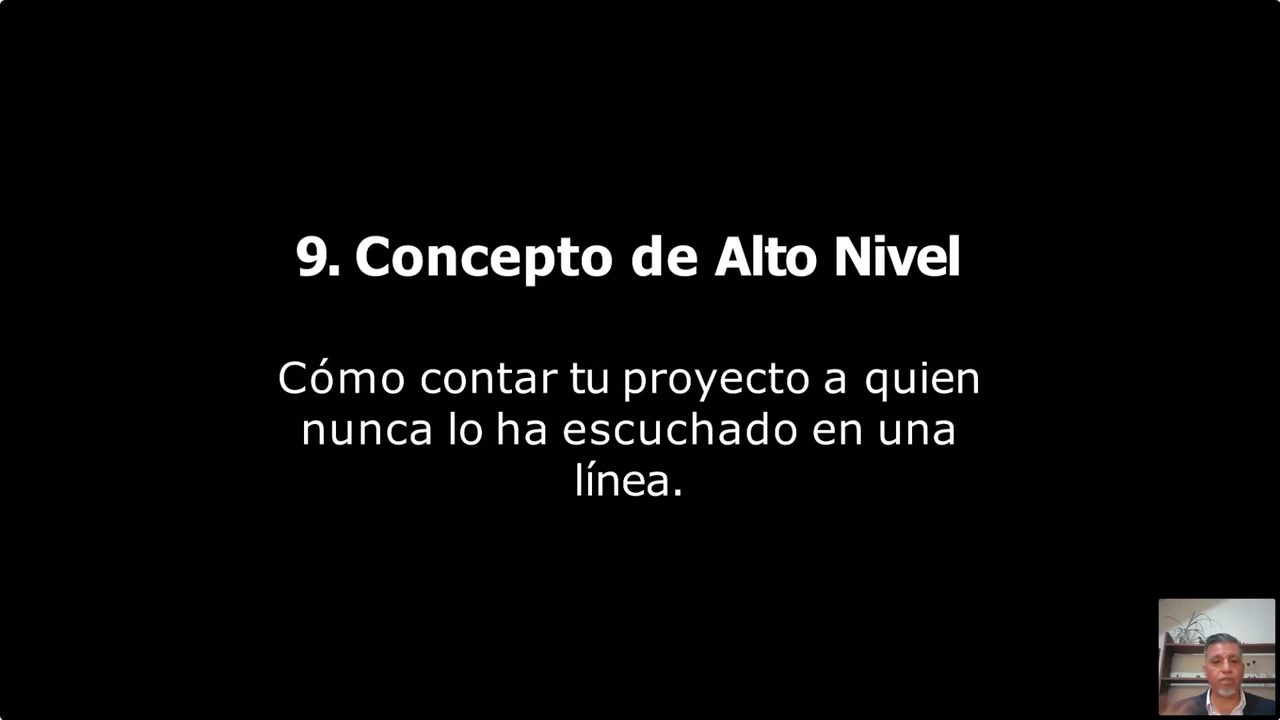 9. Concepto de Alto Nivel
Cómo contar tu proyecto a quien
nunca lo ha escuchado en una
línea.